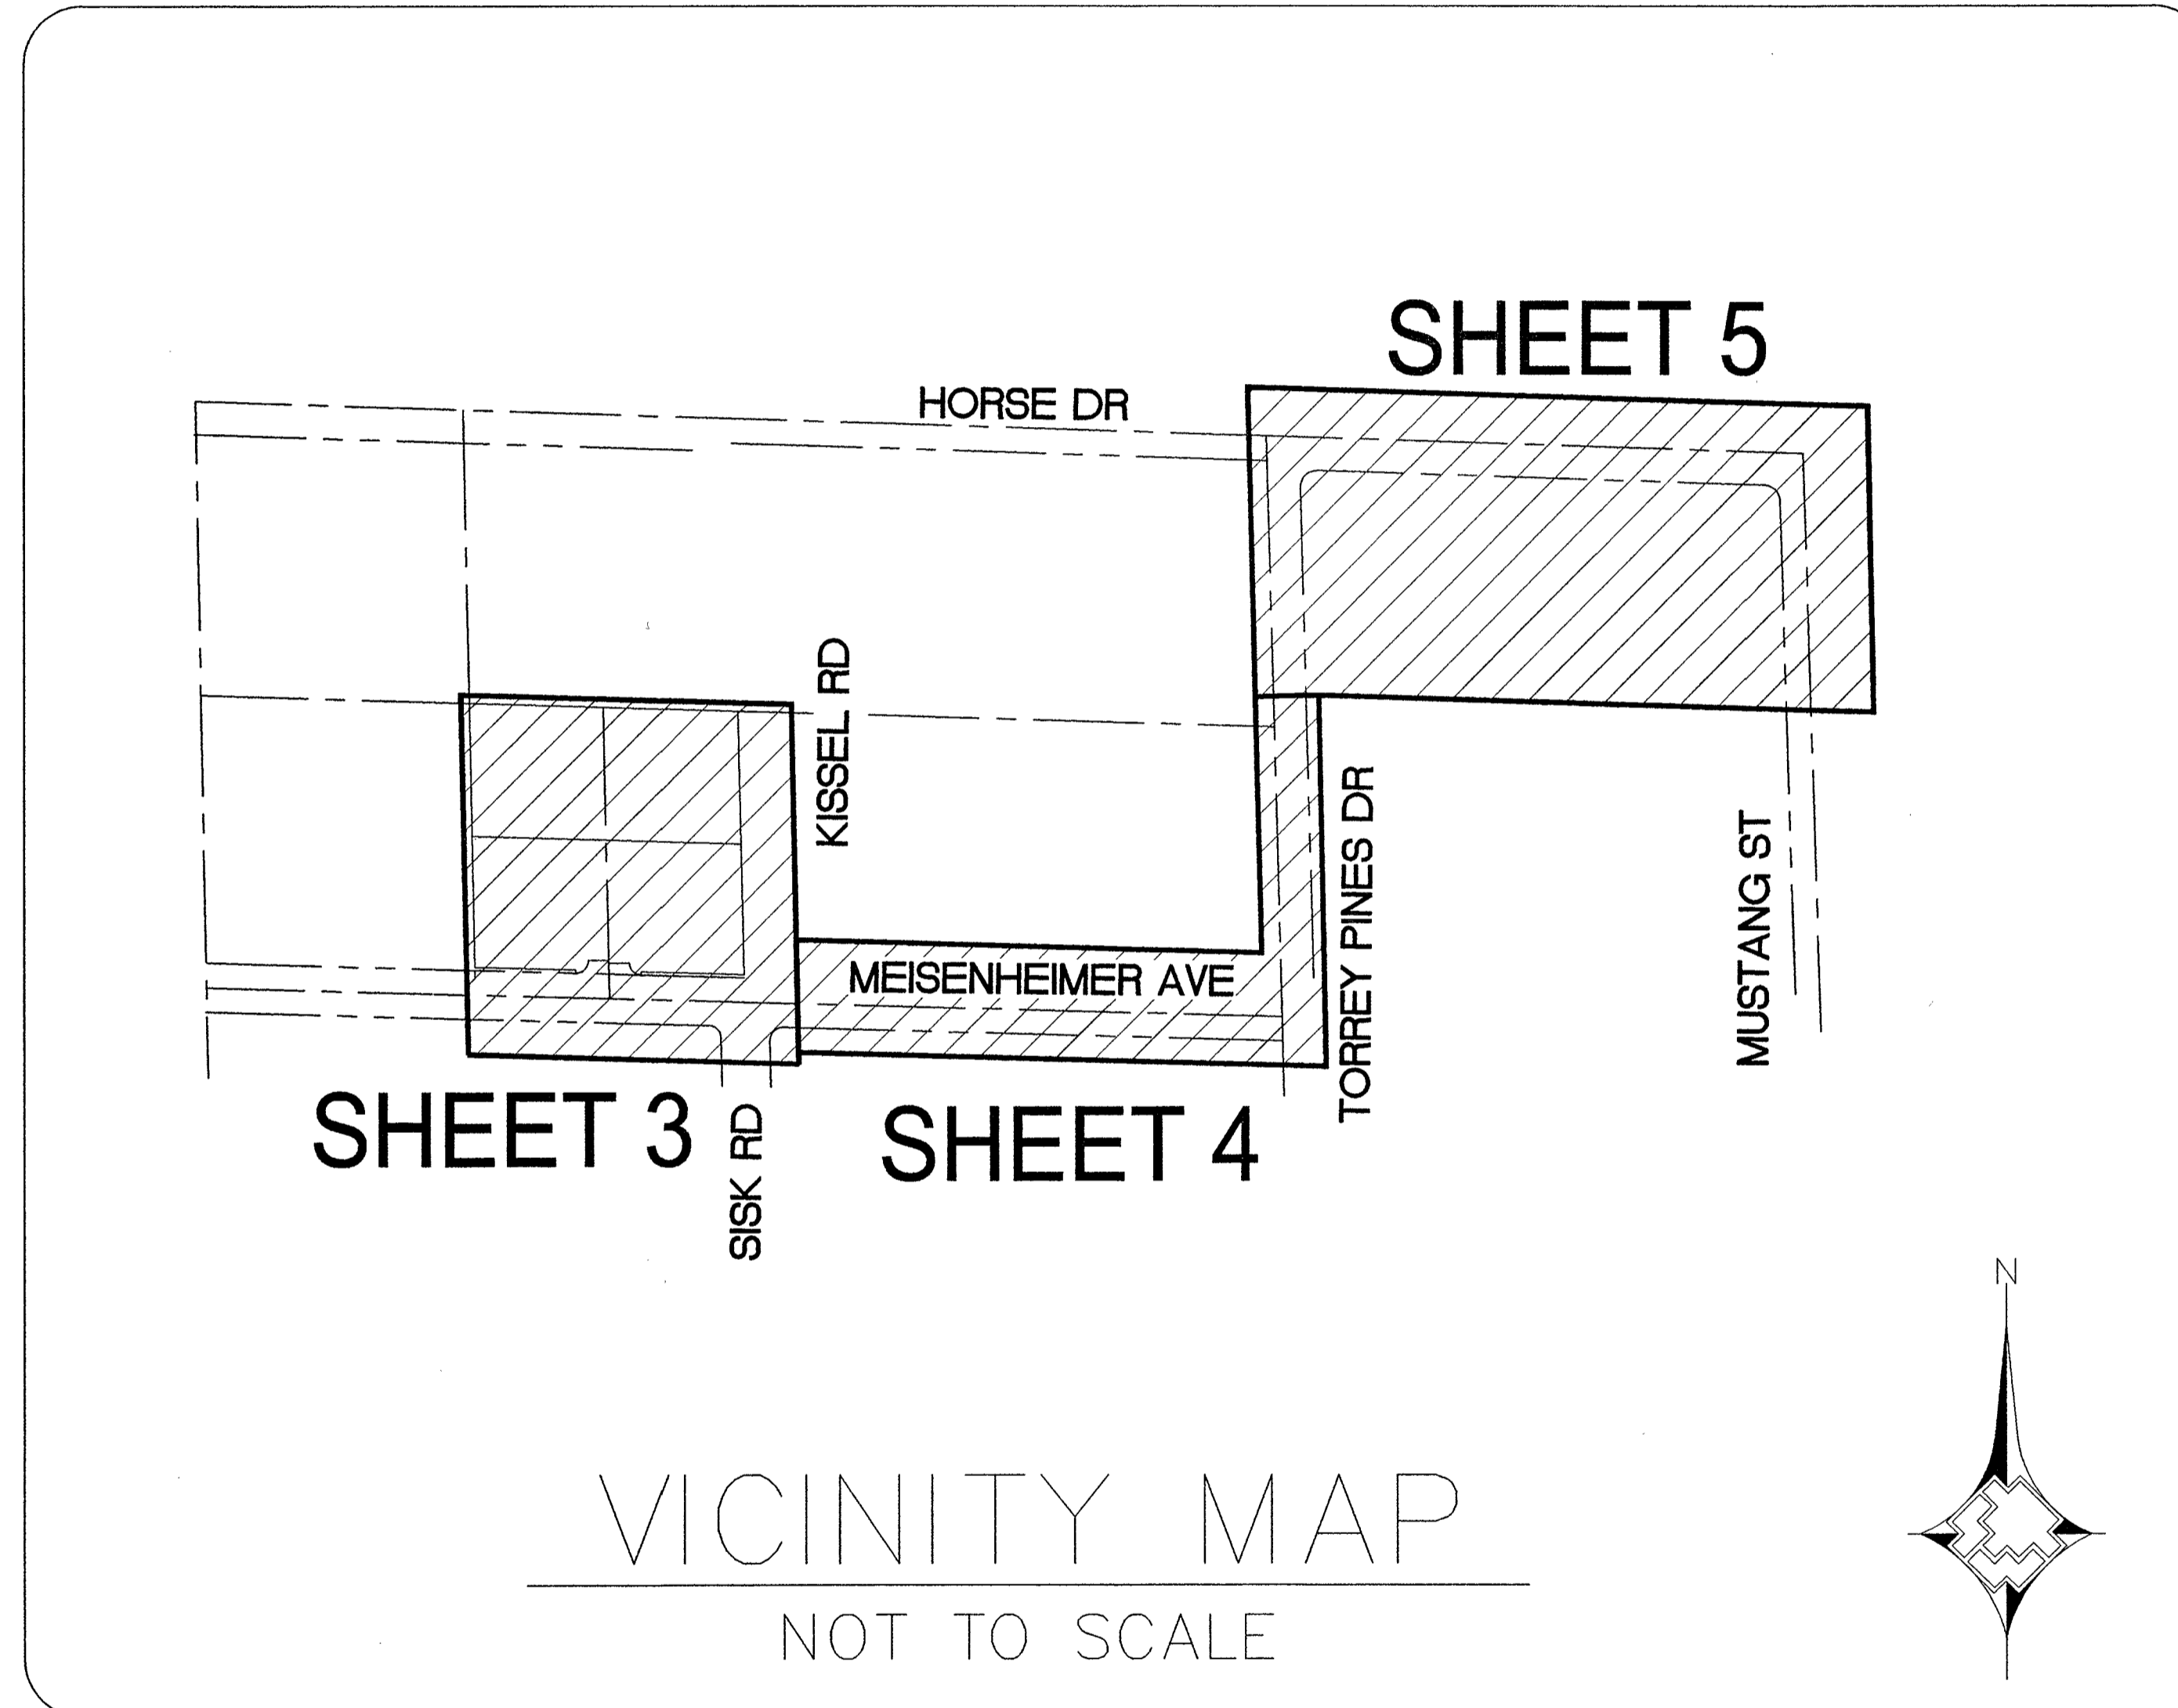 SHEET 5
HORSE DR
KISSEL RD
TORREY PINES DR
MUSTANG ST
MEISENHEIMER AVE
SHEET 3
SISK RD
SHEET 4
N
VICINITY MAP
NOT TO SCALE